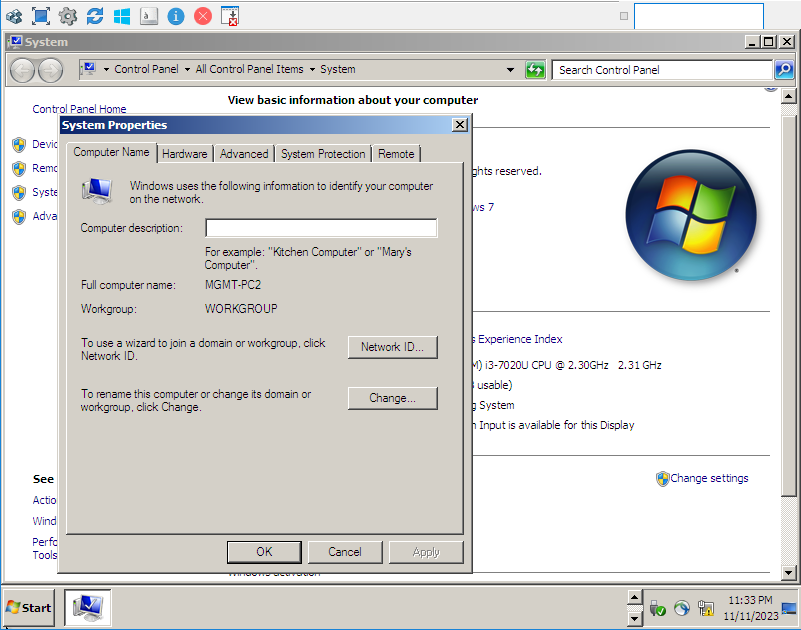 System
Control Panel
All Control Panel Items
System
Search Control Panel
Control Panel Home
View basic information about your computer
System Properties
Computer Name
Hardware
Advanced
System Protection
Remote
Windows uses the following information to identify your computer
on the network.
Computer description:
For example: "Kitchen Computer" or "Mary's
Computer".
Full computer name:
MGMT-PC2
Workgroup:
WORKGROUP
To use a wizard to join a domain or workgroup, click
Network ID.
Network ID...
To rename this computer or change its domain or
workgroup, click Change.
Change...
OK
Cancel
Apply
Devic
Remo
Syste
Adva
ghts reserved.
ws 7
s Experience Index
M) i3-7020U CPU @ 2.30GHz 2.31 GHz
usable)
g System
n Input is available for this Display
Change settings
See
Actio
Wind
Perfo
Tools
Windows activation
Start
11:33 PM
11/11/2023